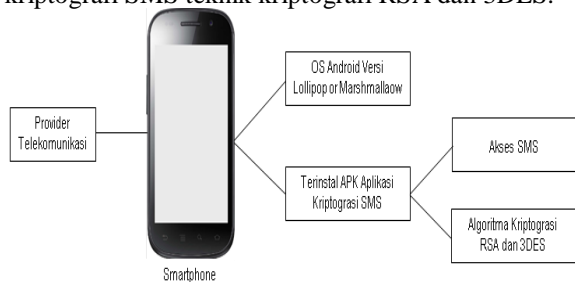 kriptografi SMS teknik kriptografi RSA dan 3DES.
OS Android Versi
Lollipop or Marshmallaow
Provider
Telekomunikasi
Akses SMS
Terinstal APK Aplikasi
Kriptograsi SMS
Algoritma Kriptograsi
RSA dan 3DES
Smartphone